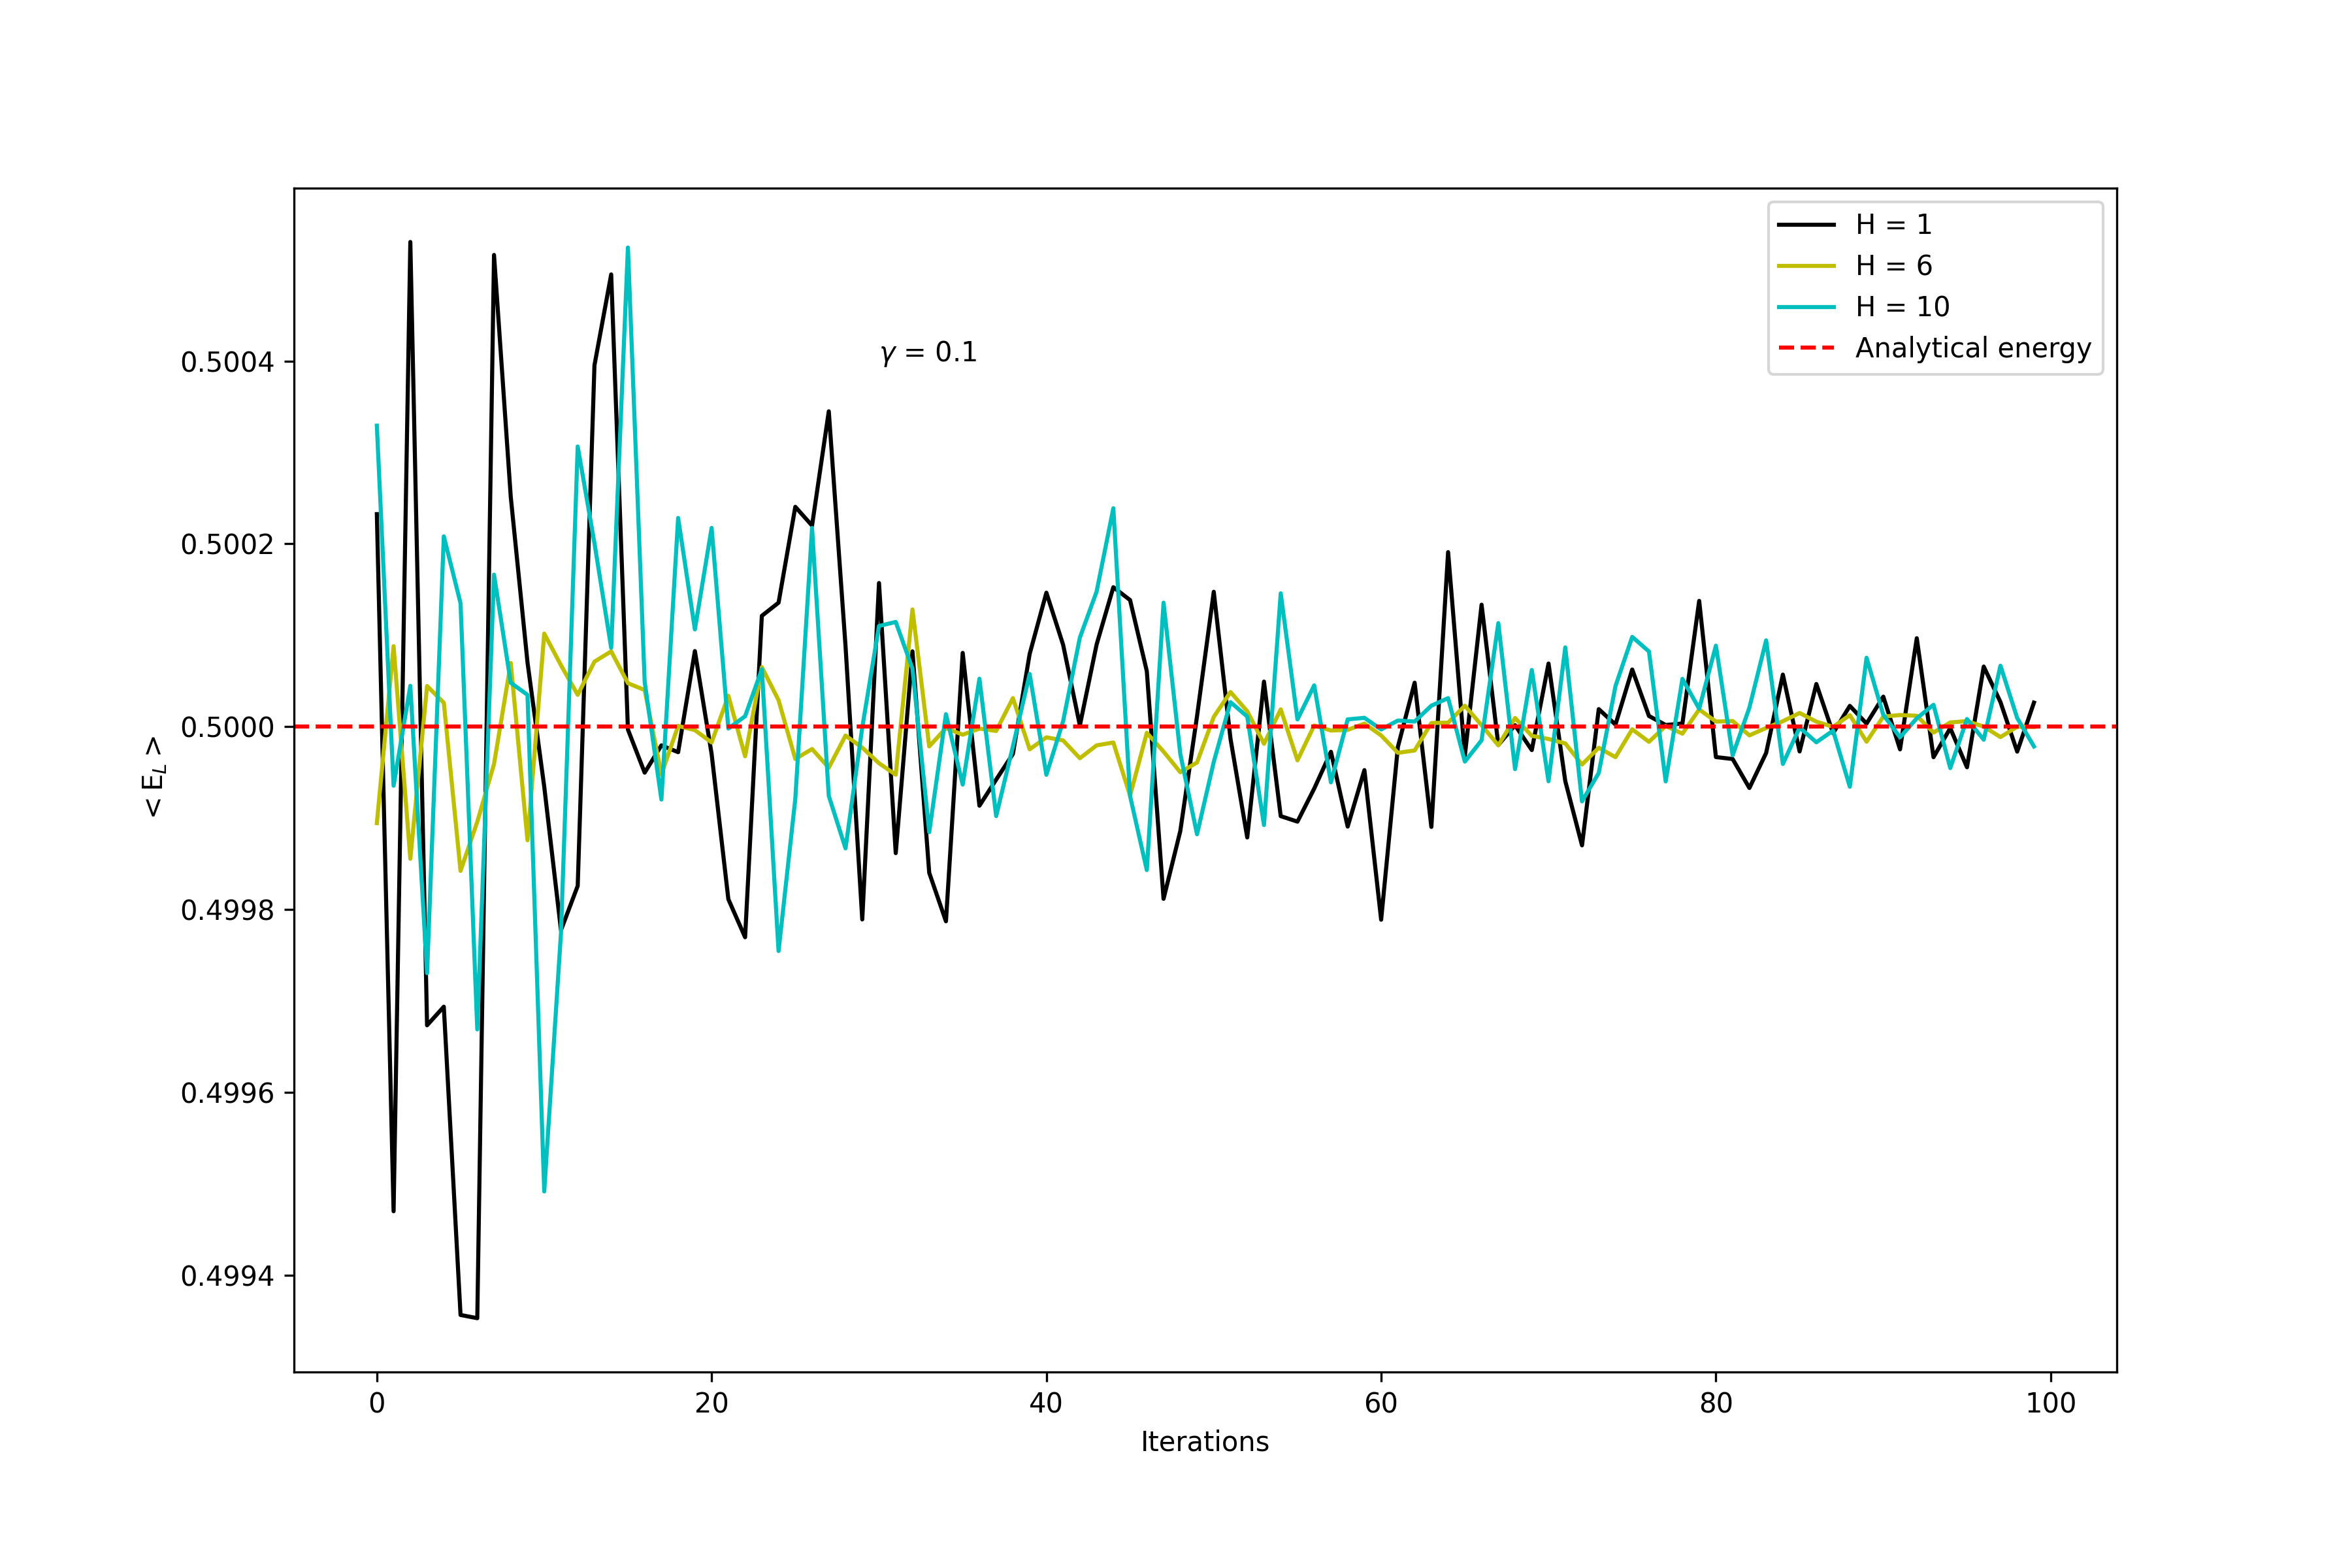 H = 1
H = 6
H = 10
Analytical energy
γ = 0.1
0.5004
0.5002
0.5000
0.4998
0.4996
0.4994
< E_L >
0 20 40 60 80 100
Iterations